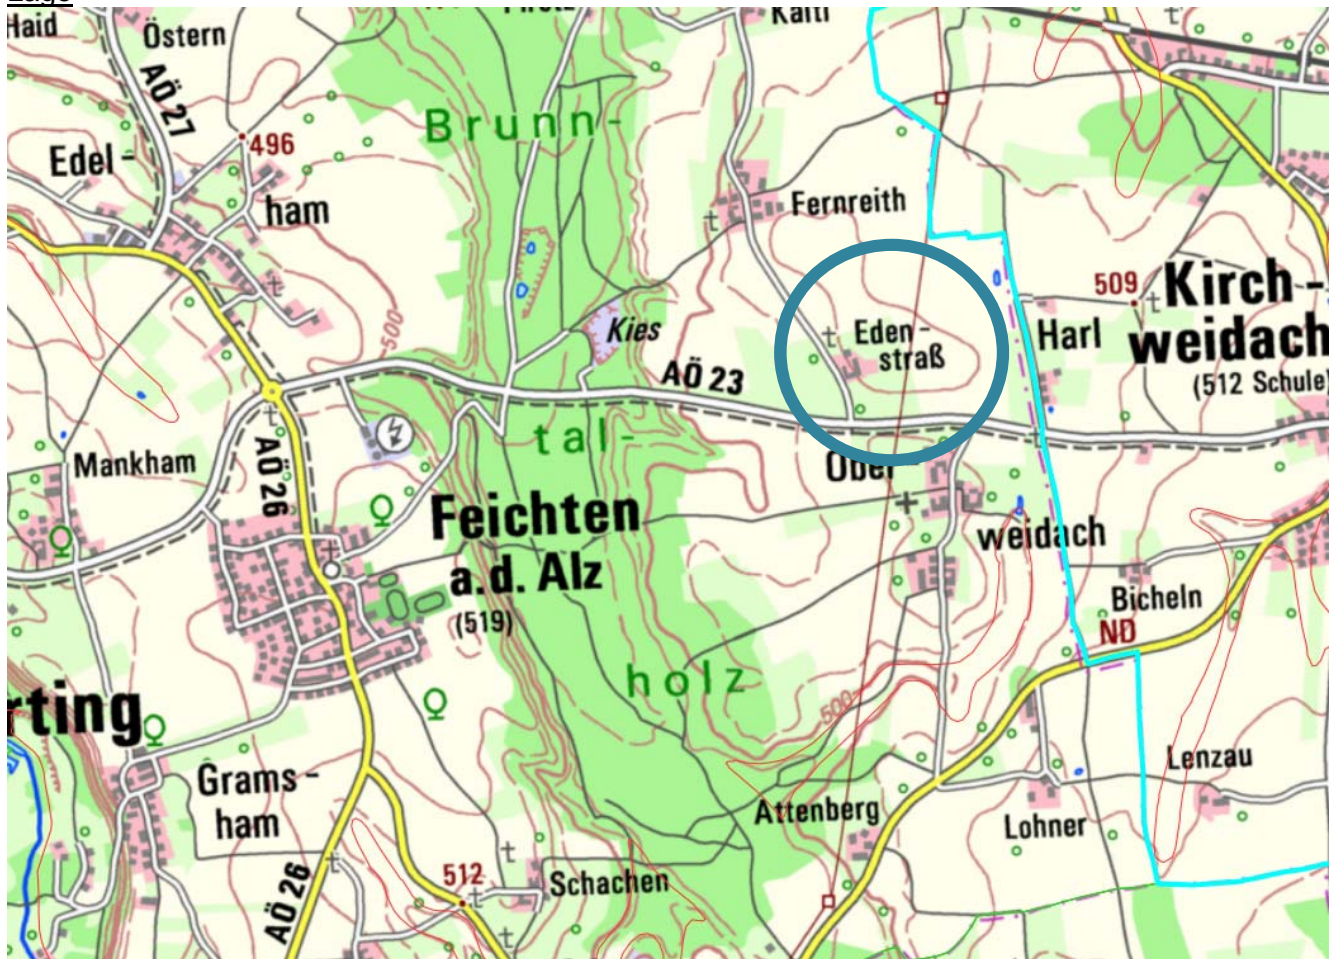 Lage
Haid
Östern
Kaltl
AÖ 27
496
Edel-
ham
Brunn-
Fernreith
500
Kies
AÖ 23
Eden-
straß
509
Harl
Kirch-
weidach
(512 Schule)
Mankham
AÖ 26
tal-
Ober
weidach
Feichten
a.d. Alz
(519)
Bicheln
ND
holz
500
rting
Grams-
ham
Lenzau
Attenberg
Lohner
AÖ 26
512
Schachen